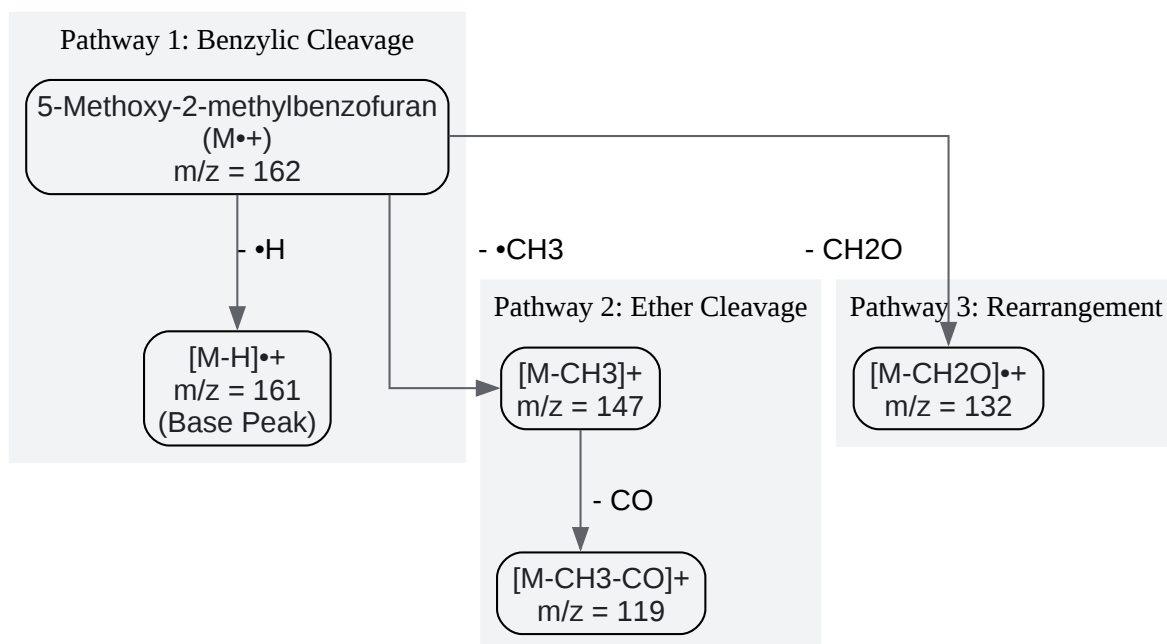 Pathway 1: Benzylic Cleavage
5-Methoxy-2-methylbenzofuran
(M•+)
m/z = 162
- •H
- •CH3
- CH2O
Pathway 2: Ether Cleavage
Pathway 3: Rearrangement
[M-H]•+
m/z = 161
(Base Peak)
[M-CH3]+
m/z = 147
[M-CH2O]•+
m/z = 132
- CO
[M-CH3-CO]+
m/z = 119